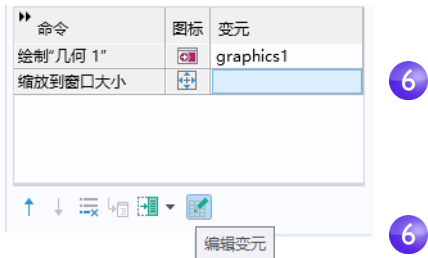 命令 图标 变元
绘制“几何 1” graphics1
缩放到窗口大小
6
编辑变元
6